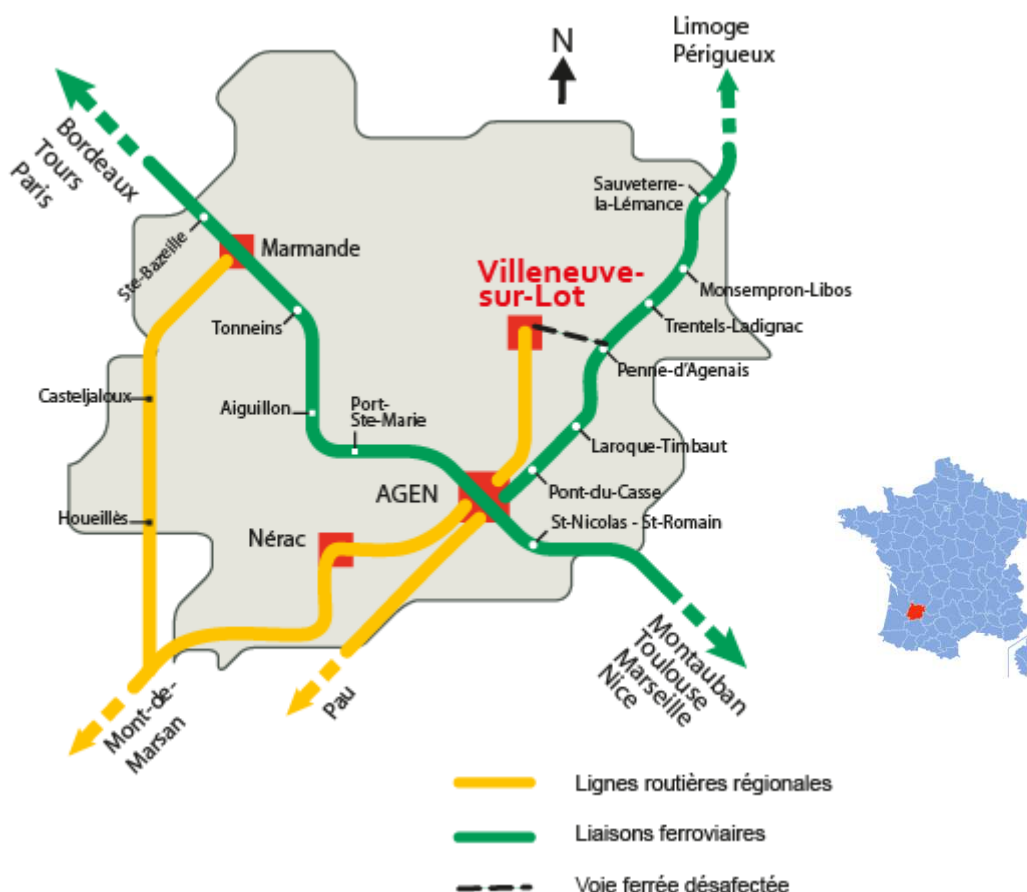 Limoge
Périgueux
N
Bordeaux
Tours
Paris
Sauveterre-
la-Lémance
Ste-Bazeille
Marmande
Villeneuve-
sur-Lot
Monsempron-Libos
Tonneins
Trentels-Ladignac
Penne-d'Agenais
Casteljaloux
Aiguillon
Port-
Ste-Marie
Laroque-Timbaut
AGEN
Pont-du-Casse
Houeillès
Nérac
St-Nicolas - St-Romain
Montauban
Toulouse
Marseille
Nice
Mont-de-
Marsan
Pau
Lignes routières régionales
Liaisons ferroviaires
Voie ferrée désafectée